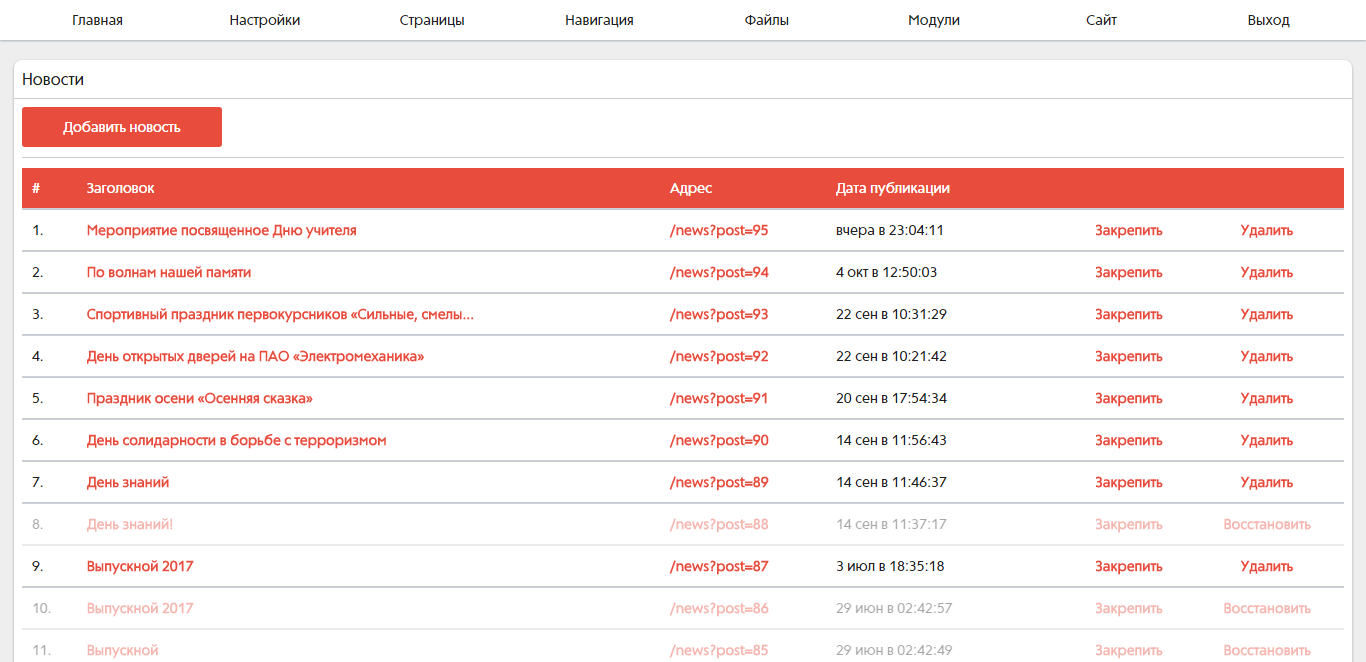 Главная Настройки Страницы Навигация Файлы Модули Сайт Выход
Новости
Добавить новость
# Заголовок Адрес Дата публикации
1. Мероприятие посвященное Дню учителя /news?post=95 вчера в 23:04:11 Закрепить Удалить
2. По волнам нашей памяти /news?post=94 4 окт в 12:50:03 Закрепить Удалить
3. Спортивный праздник первокурсников «Сильные, смелы... /news?post=93 22 сен в 10:31:29 Закрепить Удалить
4. День открытых дверей на ПАО «Электромеханика» /news?post=92 22 сен в 10:21:42 Закрепить Удалить
5. Праздник осени «Осенняя сказка» /news?post=91 20 сен в 17:54:34 Закрепить Удалить
6. День солидарности в борьбе с терроризмом /news?post=90 14 сен в 11:56:43 Закрепить Удалить
7. День знаний /news?post=89 14 сен в 11:46:37 Закрепить Удалить
8. День знаний! /news?post=88 14 сен в 11:37:17 Закрепить Восстановить
9. Выпускной 2017 /news?post=87 3 июл в 18:35:18 Закрепить Удалить
10. Выпускной 2017 /news?post=86 29 июн в 02:42:57 Закрепить Восстановить
11. Выпускной /news?post=85 29 июн в 02:42:49 Закрепить Восстановить